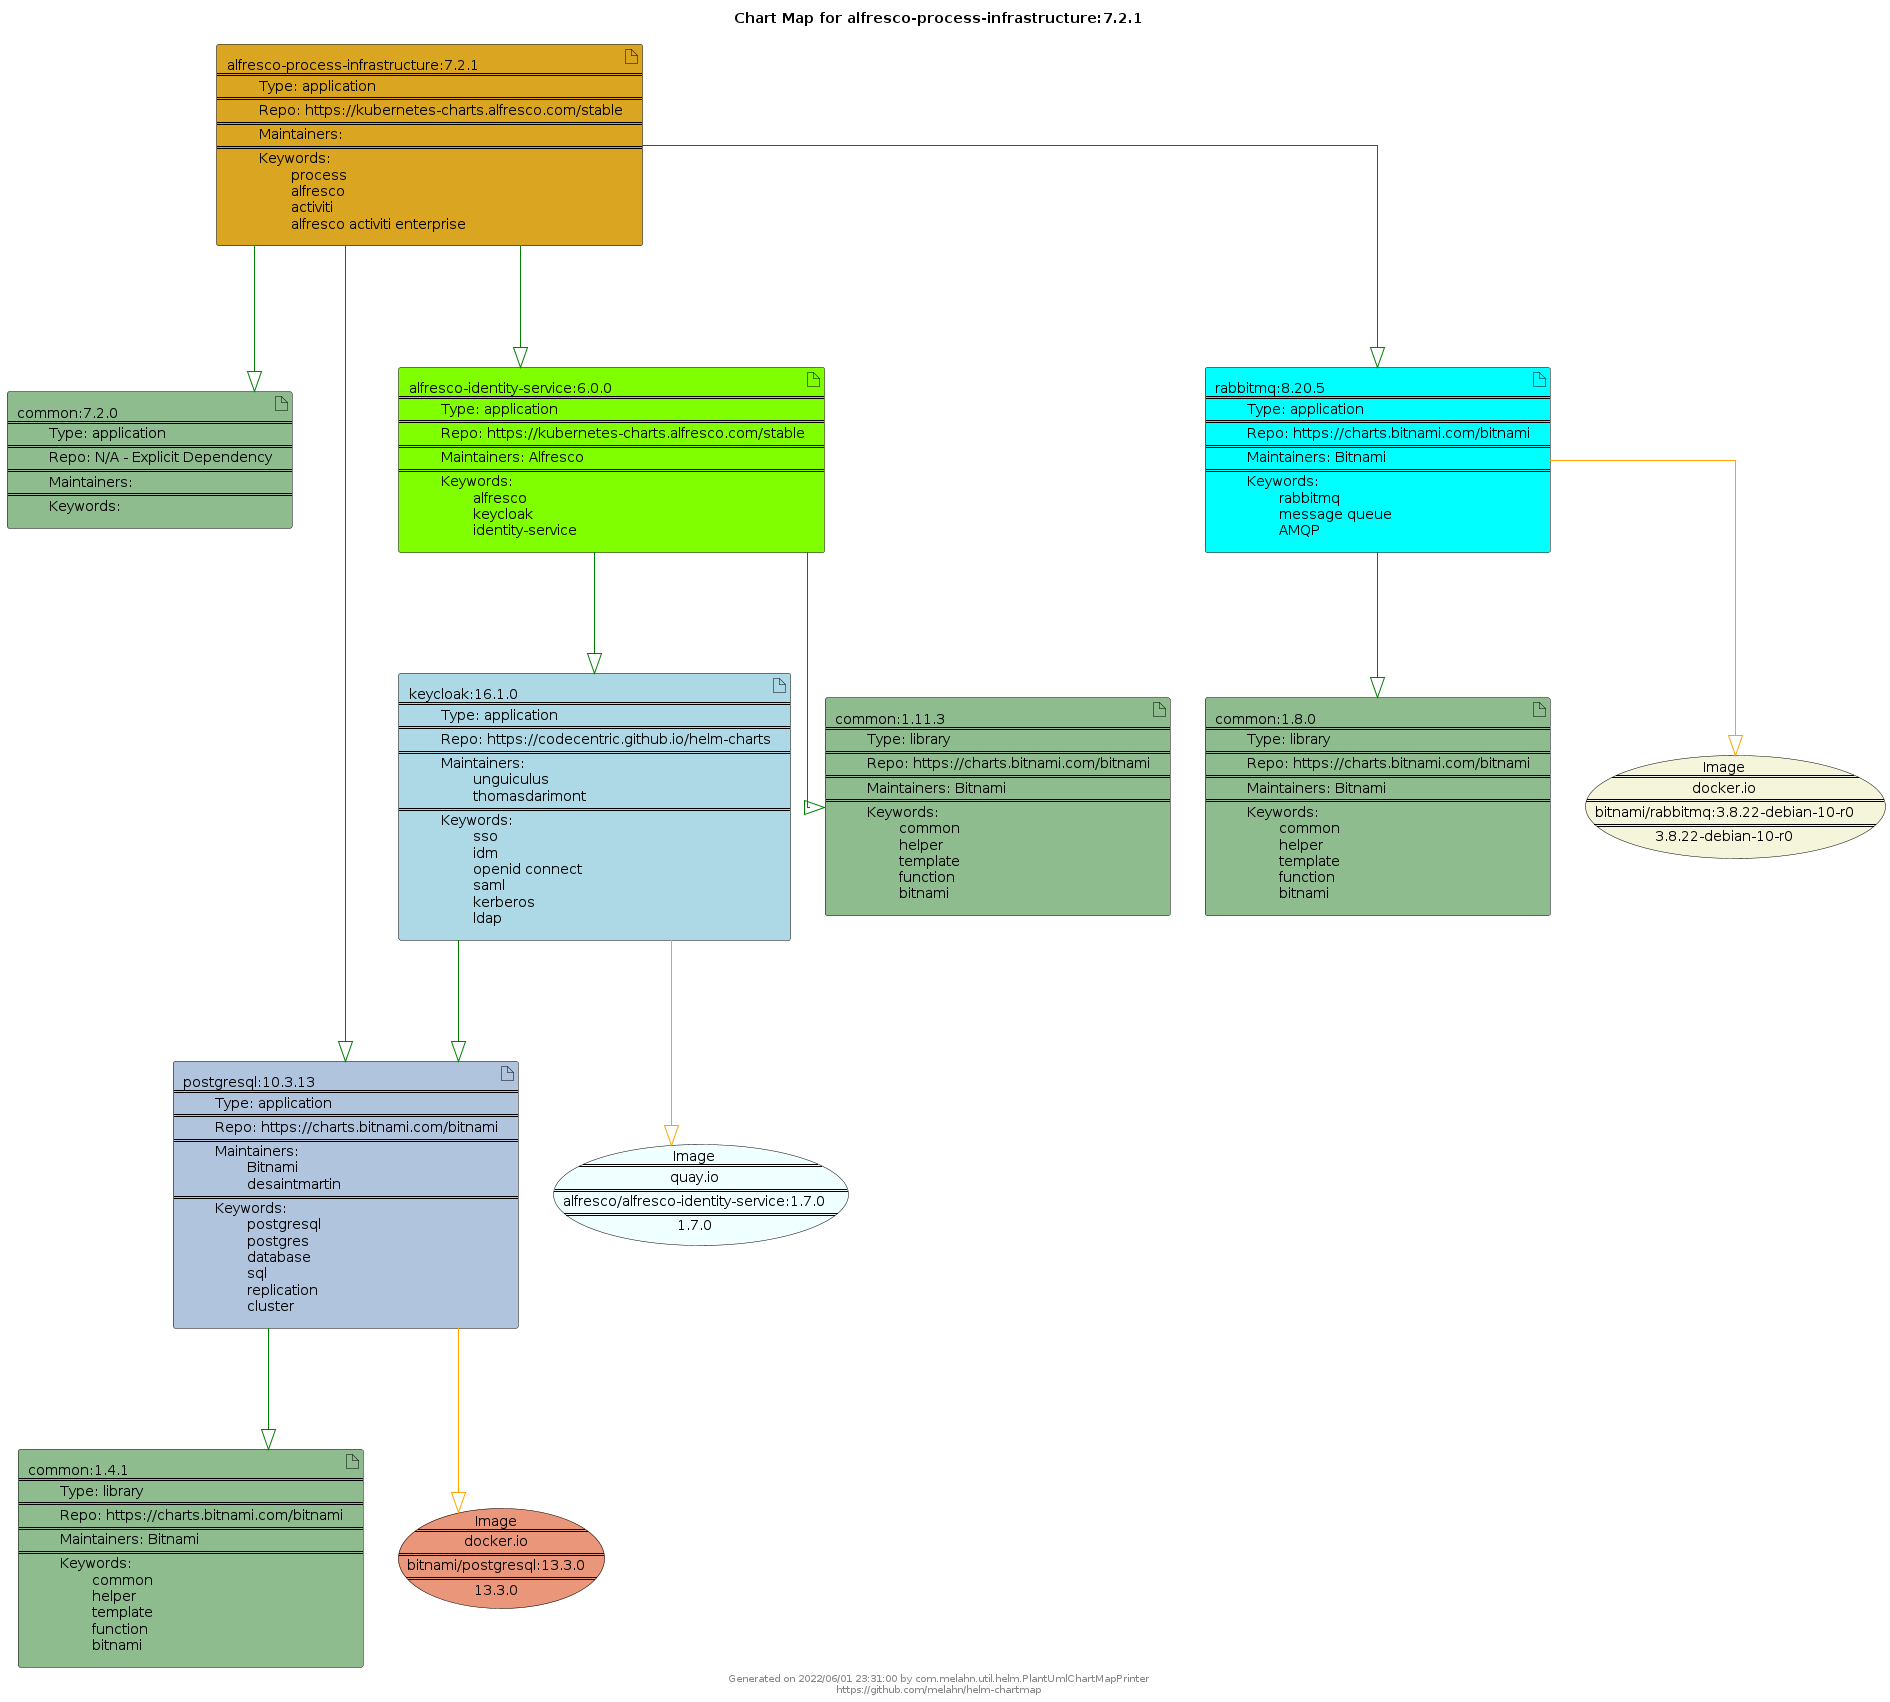 Chart Map for alfresco-process-infrastructure:7.2.1
alfresco-process-infrastructure:7.2.1
Type: application
Repo: https://kubernetes-charts.alfresco.com/stable
Maintainers:
Keywords:
process
alfresco
activiti
alfresco activiti enterprise
common:7.2.0
Type: application
Repo: N/A - Explicit Dependency
Maintainers:
Keywords:
alfresco-identity-service:6.0.0
Type: application
Repo: https://kubernetes-charts.alfresco.com/stable
Maintainers: Alfresco
Keywords:
alfresco
keycloak
identity-service
rabbitmq:8.20.5
Type: application
Repo: https://charts.bitnami.com/bitnami
Maintainers: Bitnami
Keywords:
rabbitmq
message queue
AMQP
keycloak:16.1.0
Type: application
Repo: https://codecentric.github.io/helm-charts
Maintainers:
unguiculus
thomasdarimont
Keywords:
sso
idm
openid connect
saml
kerberos
ldap
common:1.11.3
Type: library
Repo: https://charts.bitnami.com/bitnami
Maintainers: Bitnami
Keywords:
common
helper
template
function
bitnami
common:1.8.0
Type: library
Repo: https://charts.bitnami.com/bitnami
Maintainers: Bitnami
Keywords:
common
helper
template
function
bitnami
Image
docker.io
bitnami/rabbitmq:3.8.22-debian-10-r0
3.8.22-debian-10-r0
postgresql:10.3.13
Type: application
Repo: https://charts.bitnami.com/bitnami
Maintainers:
Bitnami
desaintmartin
Keywords:
postgresql
postgres
database
sql
replication
cluster
Image
quay.io
alfresco/alfresco-identity-service:1.7.0
1.7.0
common:1.4.1
Type: library
Repo: https://charts.bitnami.com/bitnami
Maintainers: Bitnami
Keywords:
common
helper
template
function
bitnami
Image
docker.io
bitnami/postgresql:13.3.0
13.3.0
Generated on 2022/06/01 23:31:00 by com.melahn.util.helm.PlantUmlChartMapPrinter
https://github.com/melahn/helm-chartmap